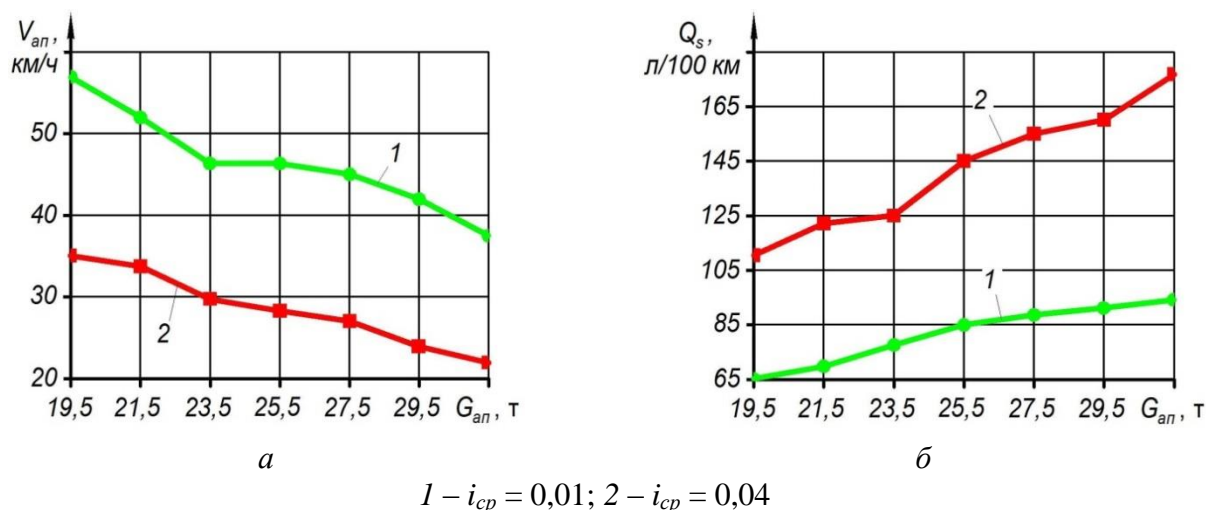 V_ап,
км/ч
50
40
30
20
1
2
19,5 21,5 23,5 25,5 27,5 29,5 G_ап, т
а
Q_s,
л/100 км
165
145
125
105
85
65
2
1
19,5 21,5 23,5 25,5 27,5 29,5 G_ап, т
б
1 – i_ср = 0,01; 2 – i_ср = 0,04